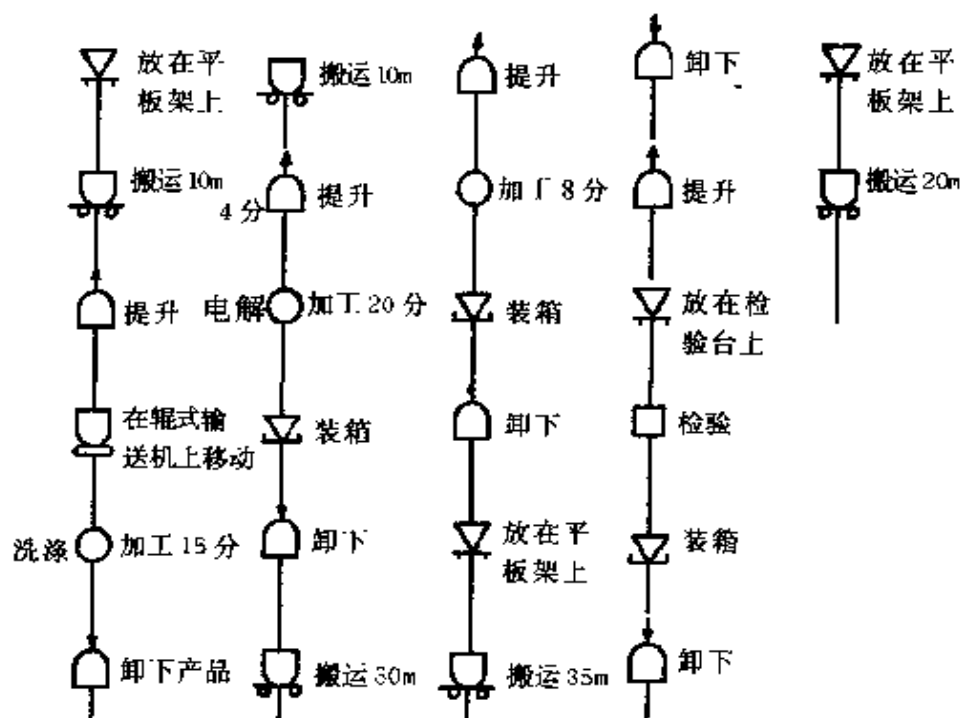 放在平
板架上
搬运10m
提升
在辊式输
送机上移动
洗涤
加工15分
卸下产品
搬运10m
4分
提升
电解
加工20分
装箱
卸下
搬运30m
提升
加工8分
装箱
卸下
放在平
板架上
搬运35m
卸下
提升
放在检
验台上
检验
装箱
卸下
放在平
板架上
搬运20m